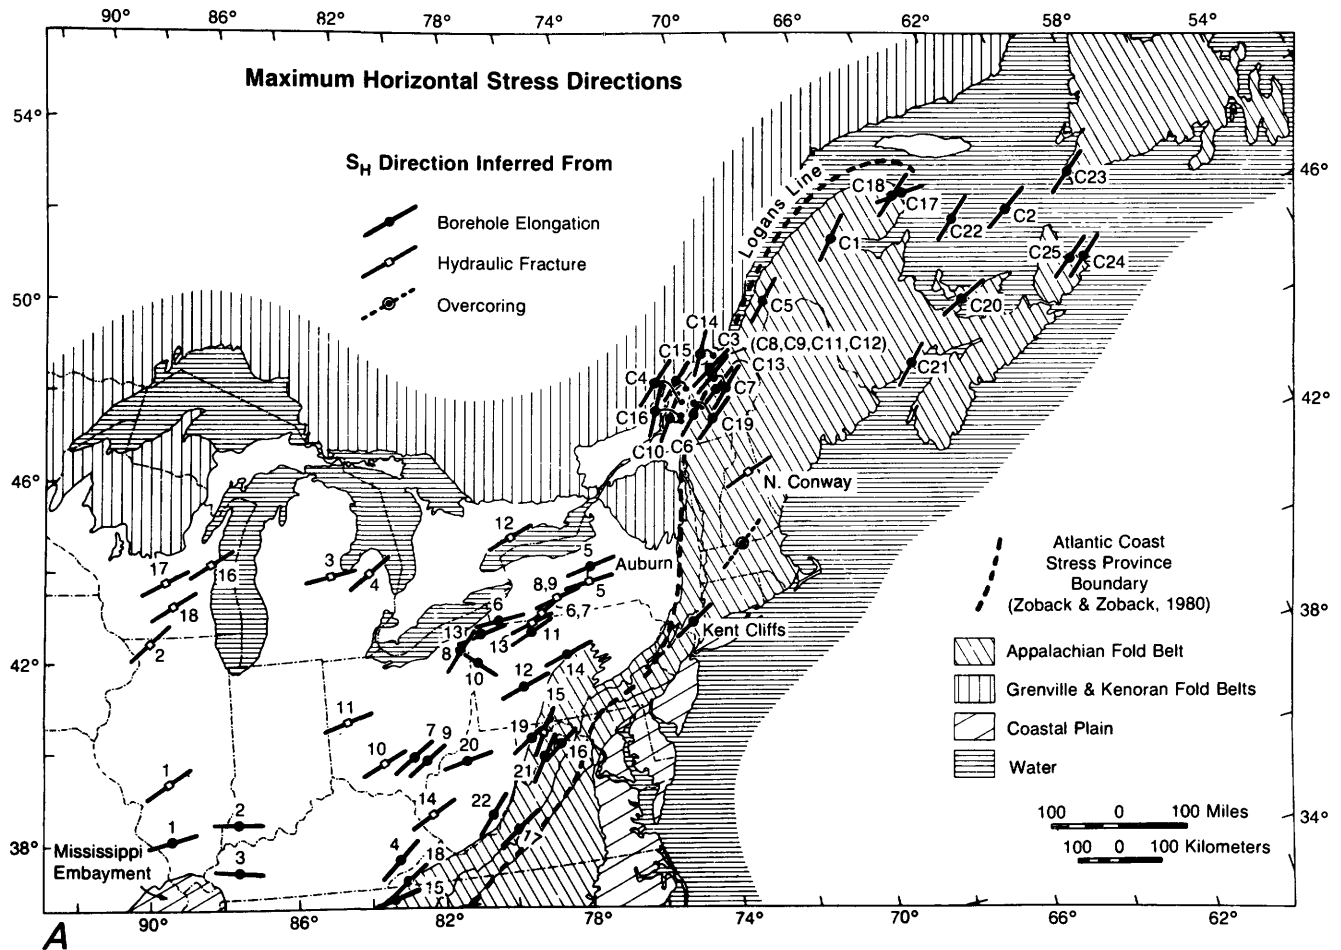 90° 86° 82° 78° 74° 70° 66° 62° 58° 54°
Maximum Horizontal Stress Directions
54°
SH Direction Inferred From
Borehole Elongation
Hydraulic Fracture
Overcoring
Logans Line
46°
C23
C18
C17
C2
C22
C1
C25
C24
50°
C5
C20
C14
C3
(C8,C9,C11,C12)
C15
C13
C21
C4
C7
42°
C16
C19
C10
C6
46°
N. Conway
12
Atlantic Coast
Stress Province
Boundary
(Zoback & Zoback, 1980)
5
Auburn
3
17
16
4
8,9
5
18
6
6,7
38°
Kent Cliffs
13
13
11
2
8
Appalachian Fold Belt
42°
10
12
14
Grenville & Kenoran Fold Belts
15
11
Coastal Plain
7
9
19
10
20
16
Water
21
1
100 0 100 Miles
2
14
22
34°
1
17
100 0 100 Kilometers
38°
Mississippi
Embayment
4
3
18
15
90° 86° 82° 78° 74° 70° 66° 62°
A